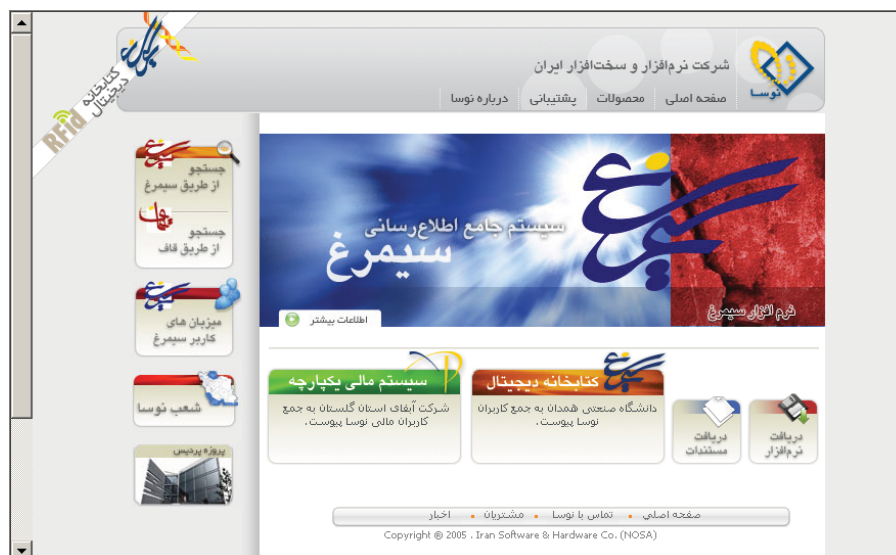 شرکت نرم‌افزار و سخت‌افزار ایران
نوسا
صفحه اصلی
محصولات
پشتیبانی
درباره نوسا
کتابخانه
دیجیتال
RFid
جستجو
از طریق سیمرغ
جستجو
از طریق قاف
میزبان های
کاربر سیمرغ
شعب نوسا
پروژه پردیس
سیمرغ
سیستم جامع اطلاع‌رسانی
سیمرغ
نرم افزار سیمرغ
اطلاعات بیشتر
دریافت
نرم‌افزار
دریافت
مستندات
کتابخانه دیجیتال
دانشگاه صنعتی همدان به جمع کاربران
نوسا پیوست.
سیستم مالی یکپارچه
شرکت آبفای استان گلستان به جمع
کاربران مالی نوسا پیوست.
صفحه اصلی • تماس با نوسا • مشتریان • اخبار
Copyright @ 2005 . Iran Software & Hardware Co. (NOSA)